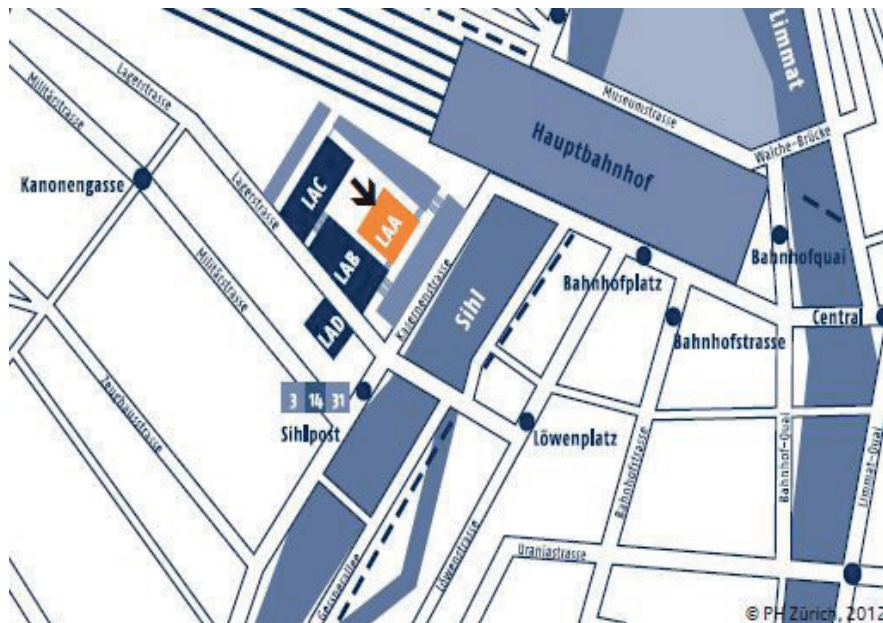 Limmat
Lagerstrasse
Militärstrasse
Museumstrasse
Hauptbahnhof
Walche-Brücke
Kanonengasse
Lagerstrasse
LAC
LAA
LAB
LAD
Militärstrasse
Kasernenstrasse
Sihl
Bahnhofplatz
Bahnhofquai
Central
Bahnhofstrasse
Zeughausstrasse
3 14 31
Sihlpost
Löwenplatz
Bahnhofstrasse
Bahnhof-Quai
Limmat-Quai
Uraniastrasse
Löwenstrasse
Gessnerallee
© PH Zürich, 2012